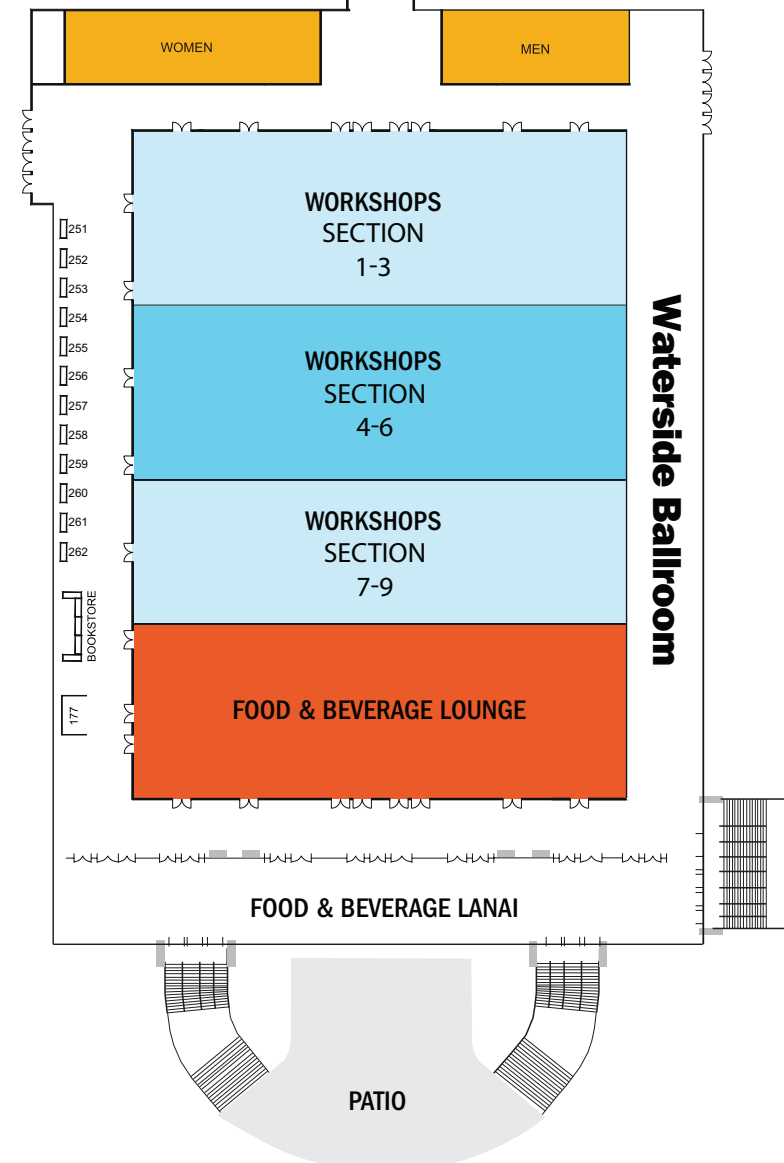 WOMEN
MEN
WORKSHOPS
SECTION
1-3
251
252
253
254
255
256
257
258
259
260
261
262
WORKSHOPS
SECTION
4-6
WORKSHOPS
SECTION
7-9
Waterside Ballroom
BOOKSTORE
177
FOOD & BEVERAGE LOUNGE
FOOD & BEVERAGE LANAI
PATIO